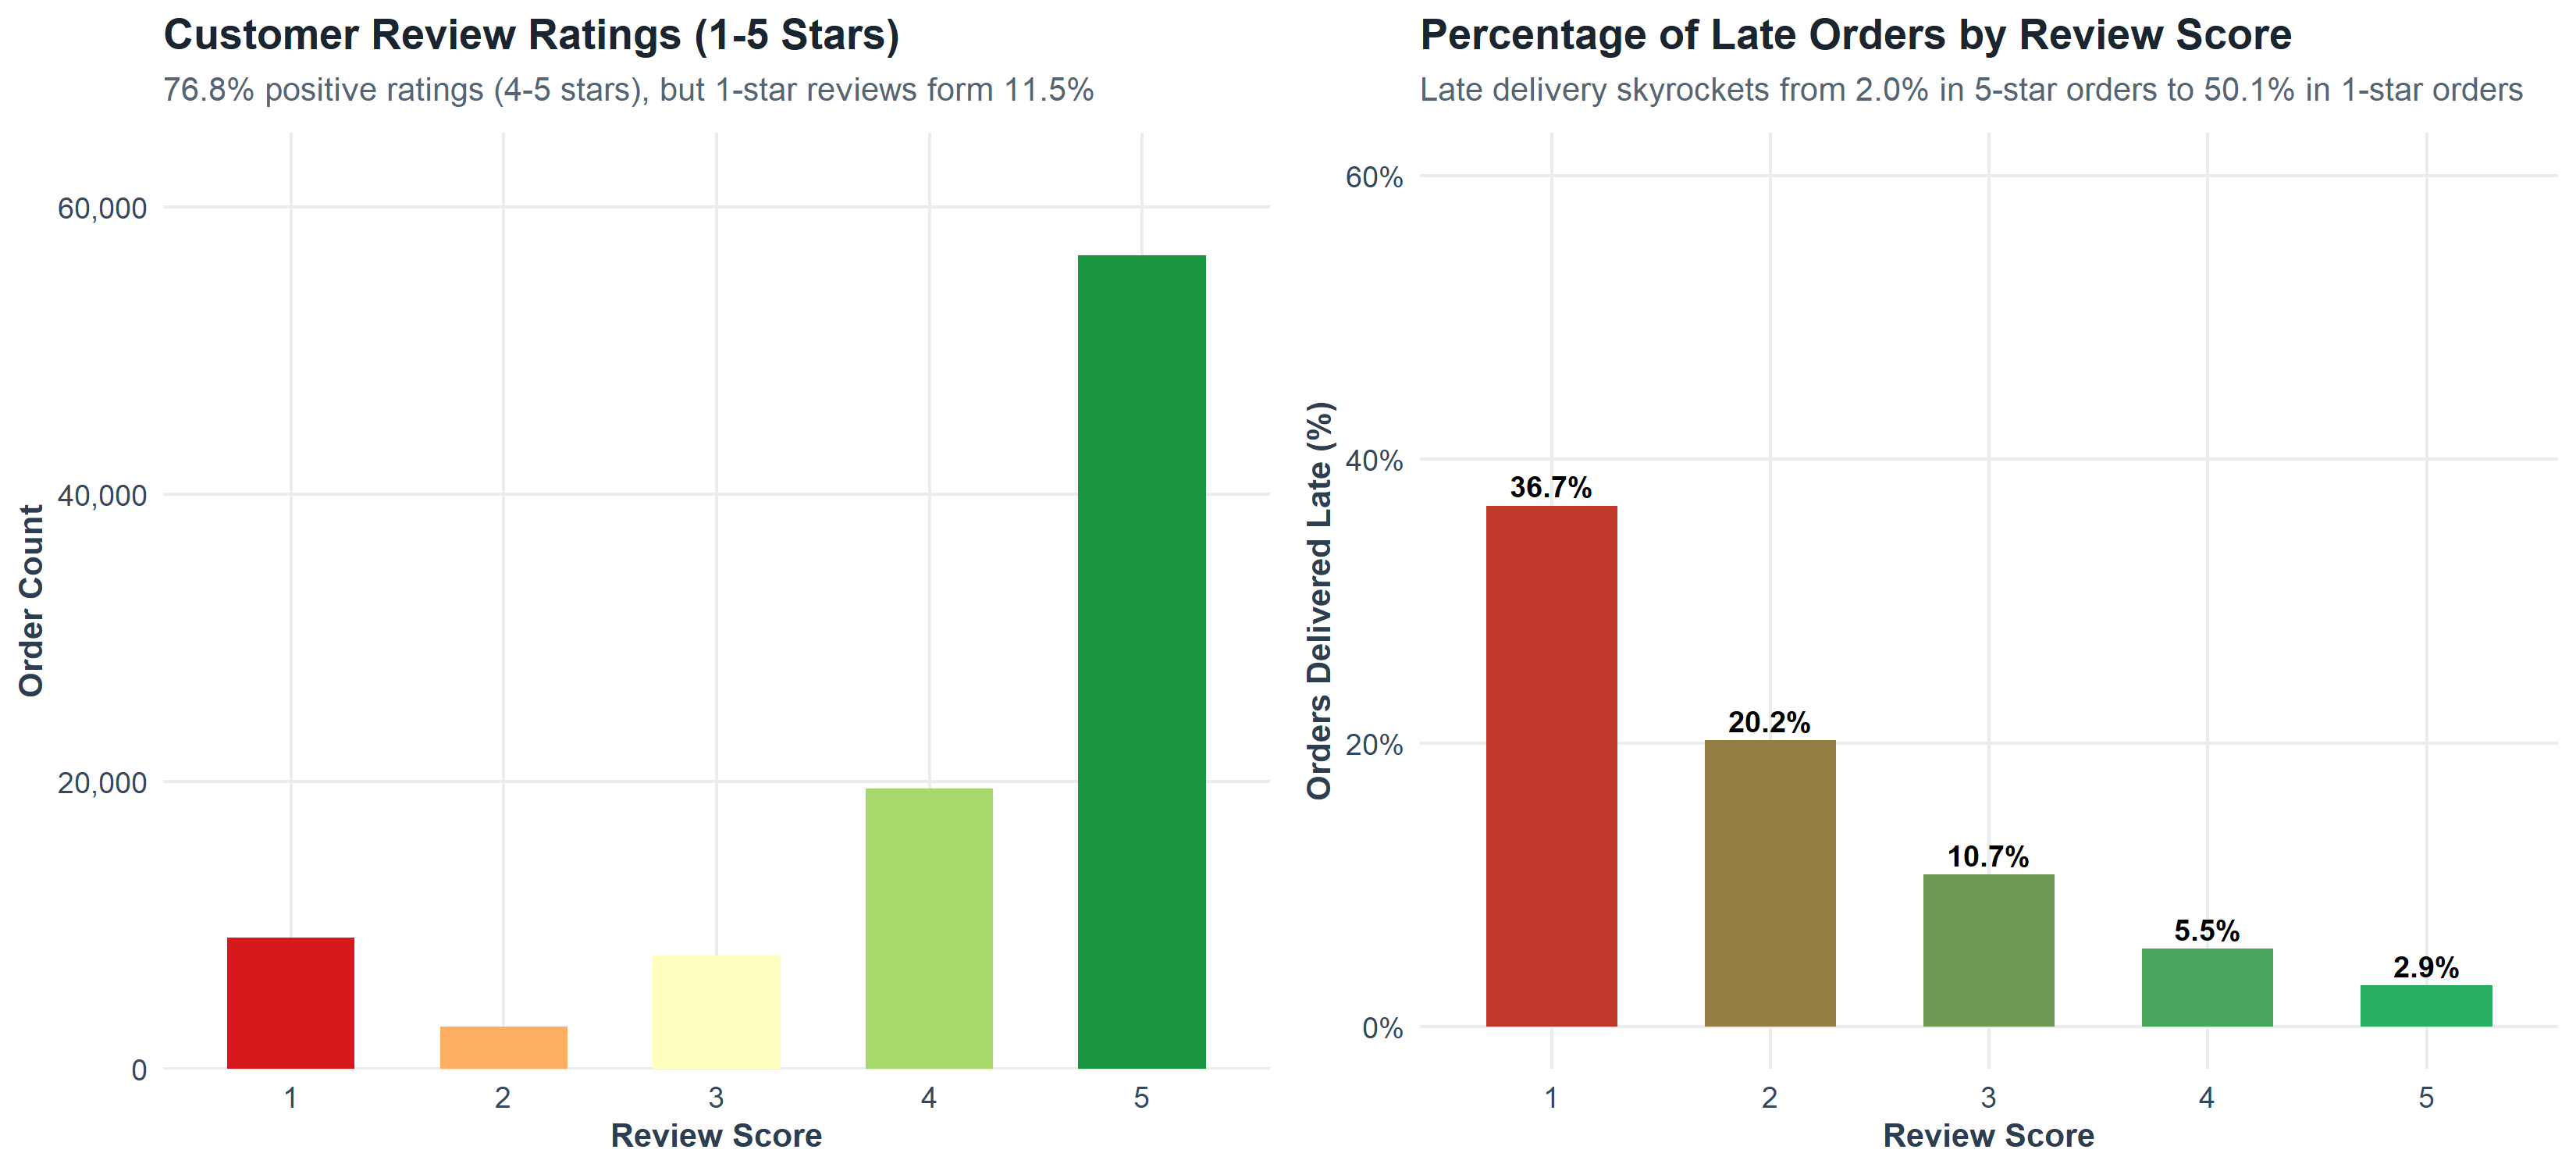 Customer Review Ratings (1-5 Stars)
76.8% positive ratings (4-5 stars), but 1-star reviews form 11.5%
Order Count
60,000
40,000
20,000
0
1 2 3 4 5
Review Score
Percentage of Late Orders by Review Score
Late delivery skyrockets from 2.0% in 5-star orders to 50.1% in 1-star orders
Orders Delivered Late (%)
60%
40%
20%
0%
36.7%
20.2%
10.7%
5.5%
2.9%
1 2 3 4 5
Review Score